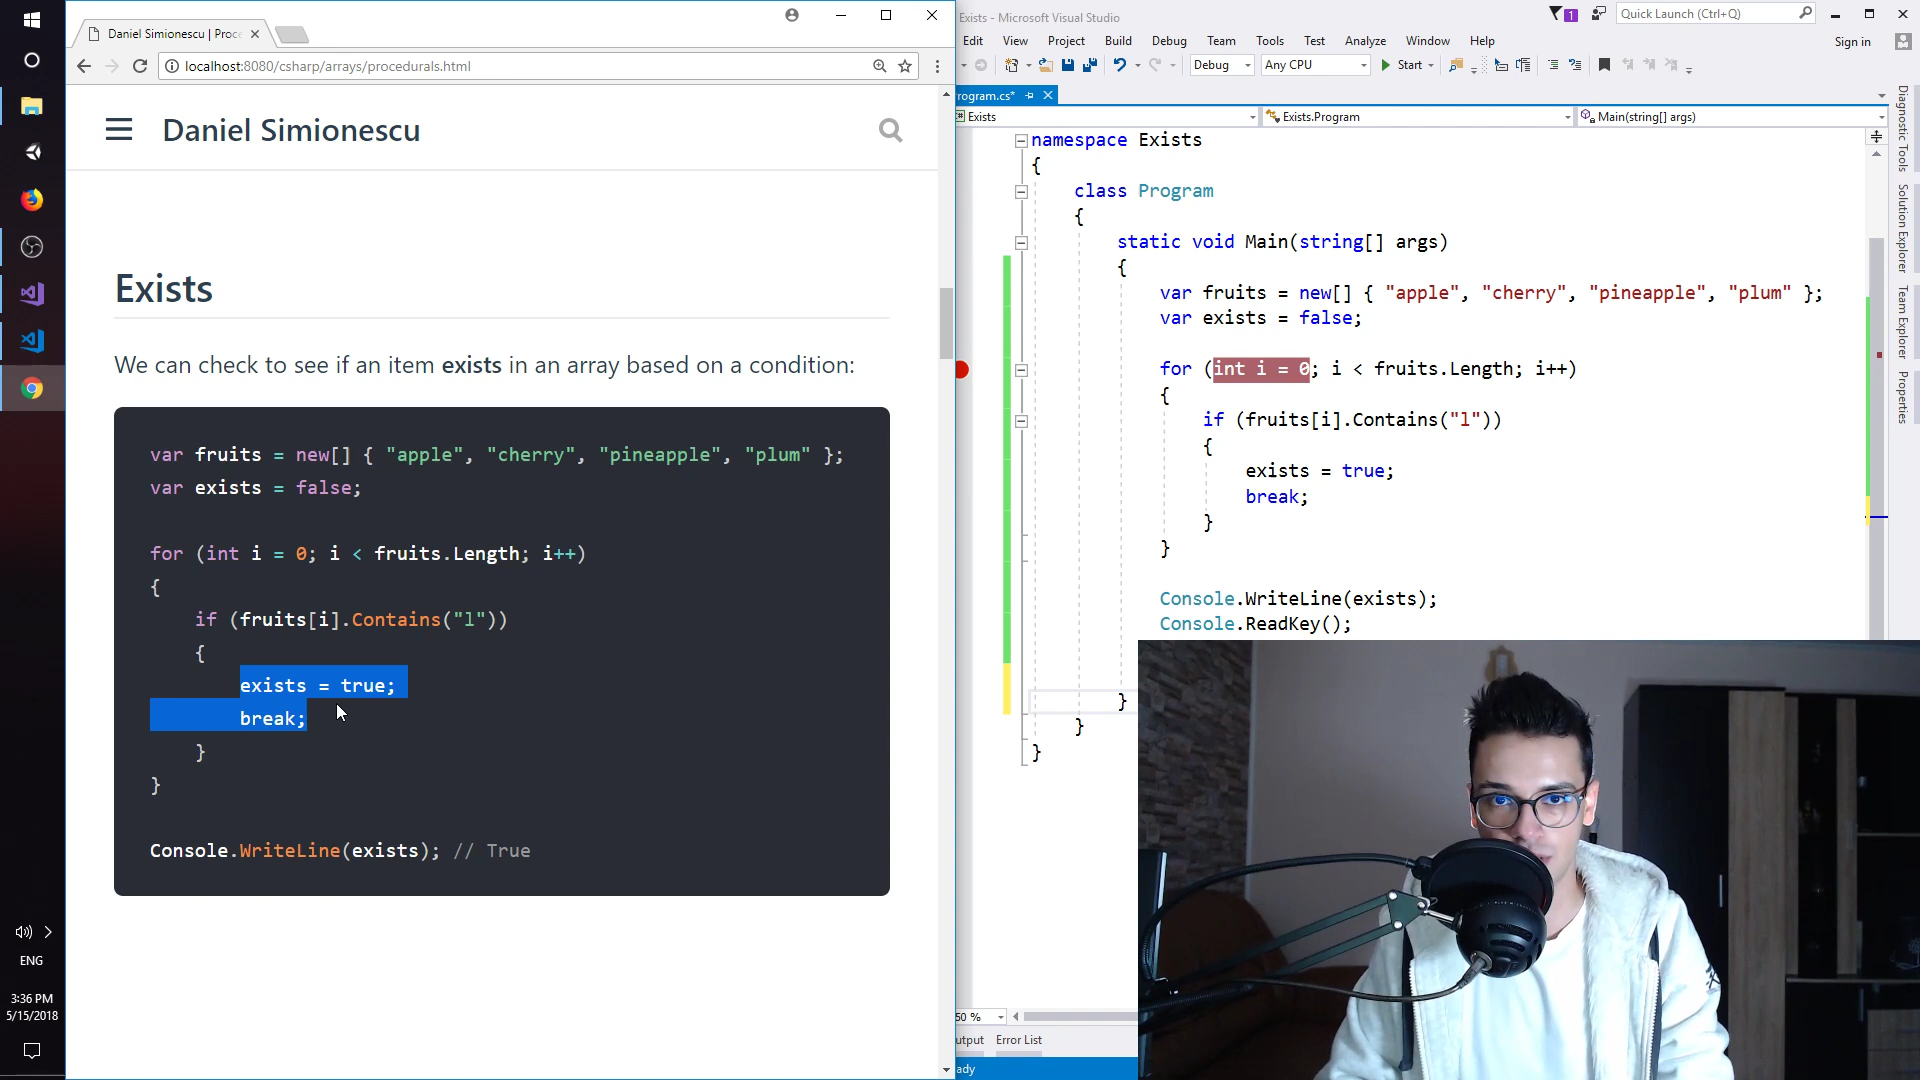 Daniel Simionescu | Proc
localhost:8080/csharp/arrays/procedurals.html
Daniel Simionescu
Exists
We can check to see if an item exists in an array based on a condition:
var fruits = new[] { "apple", "cherry", "pineapple", "plum" };
var exists = false;
for (int i = 0; i < fruits.Length; i++)
{
if (fruits[i].Contains("l"))
{
exists = true;
break;
}
}
Console.WriteLine(exists); // True
ENG
3:36 PM
5/15/2018
Exists - Microsoft Visual Studio
1
Quick Launch (Ctrl+Q)
Edit View Project Build Debug Team Tools Test Analyze Window Help
Sign in
Debug Any CPU Start
rogram.cs*
Exists Exists.Program Main(string[] args)
namespace Exists
{
class Program
{
static void Main(string[] args)
{
var fruits = new[] { "apple", "cherry", "pineapple", "plum" };
var exists = false;
for (int i = 0; i < fruits.Length; i++)
{
if (fruits[i].Contains("l"))
{
exists = true;
break;
}
}
Console.WriteLine(exists);
Console.ReadKey();
}
}
}
50 %
utput Error List
ady
Diagnostic Tools
Solution Explorer
Team Explorer
Properties